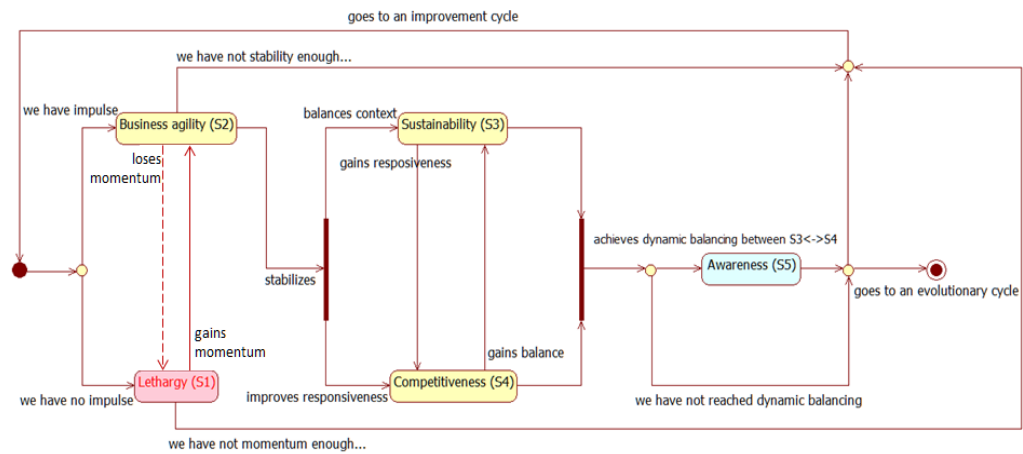 goes to an improvement cycle
we have not stability enough...
we have impulse
balances context
Business agility (S2)
Sustainability (S3)
loses
momentum
gains resposiveness
achieves dynamic balancing between S3<->S4
Awareness (S5)
stabilizes
goes to an evolutionary cycle
gains
momentum
gains balance
Lethargy (S1)
Competitiveness (S4)
we have no impulse
improves responsiveness
we have not reached dynamic balancing
we have not momentum enough...